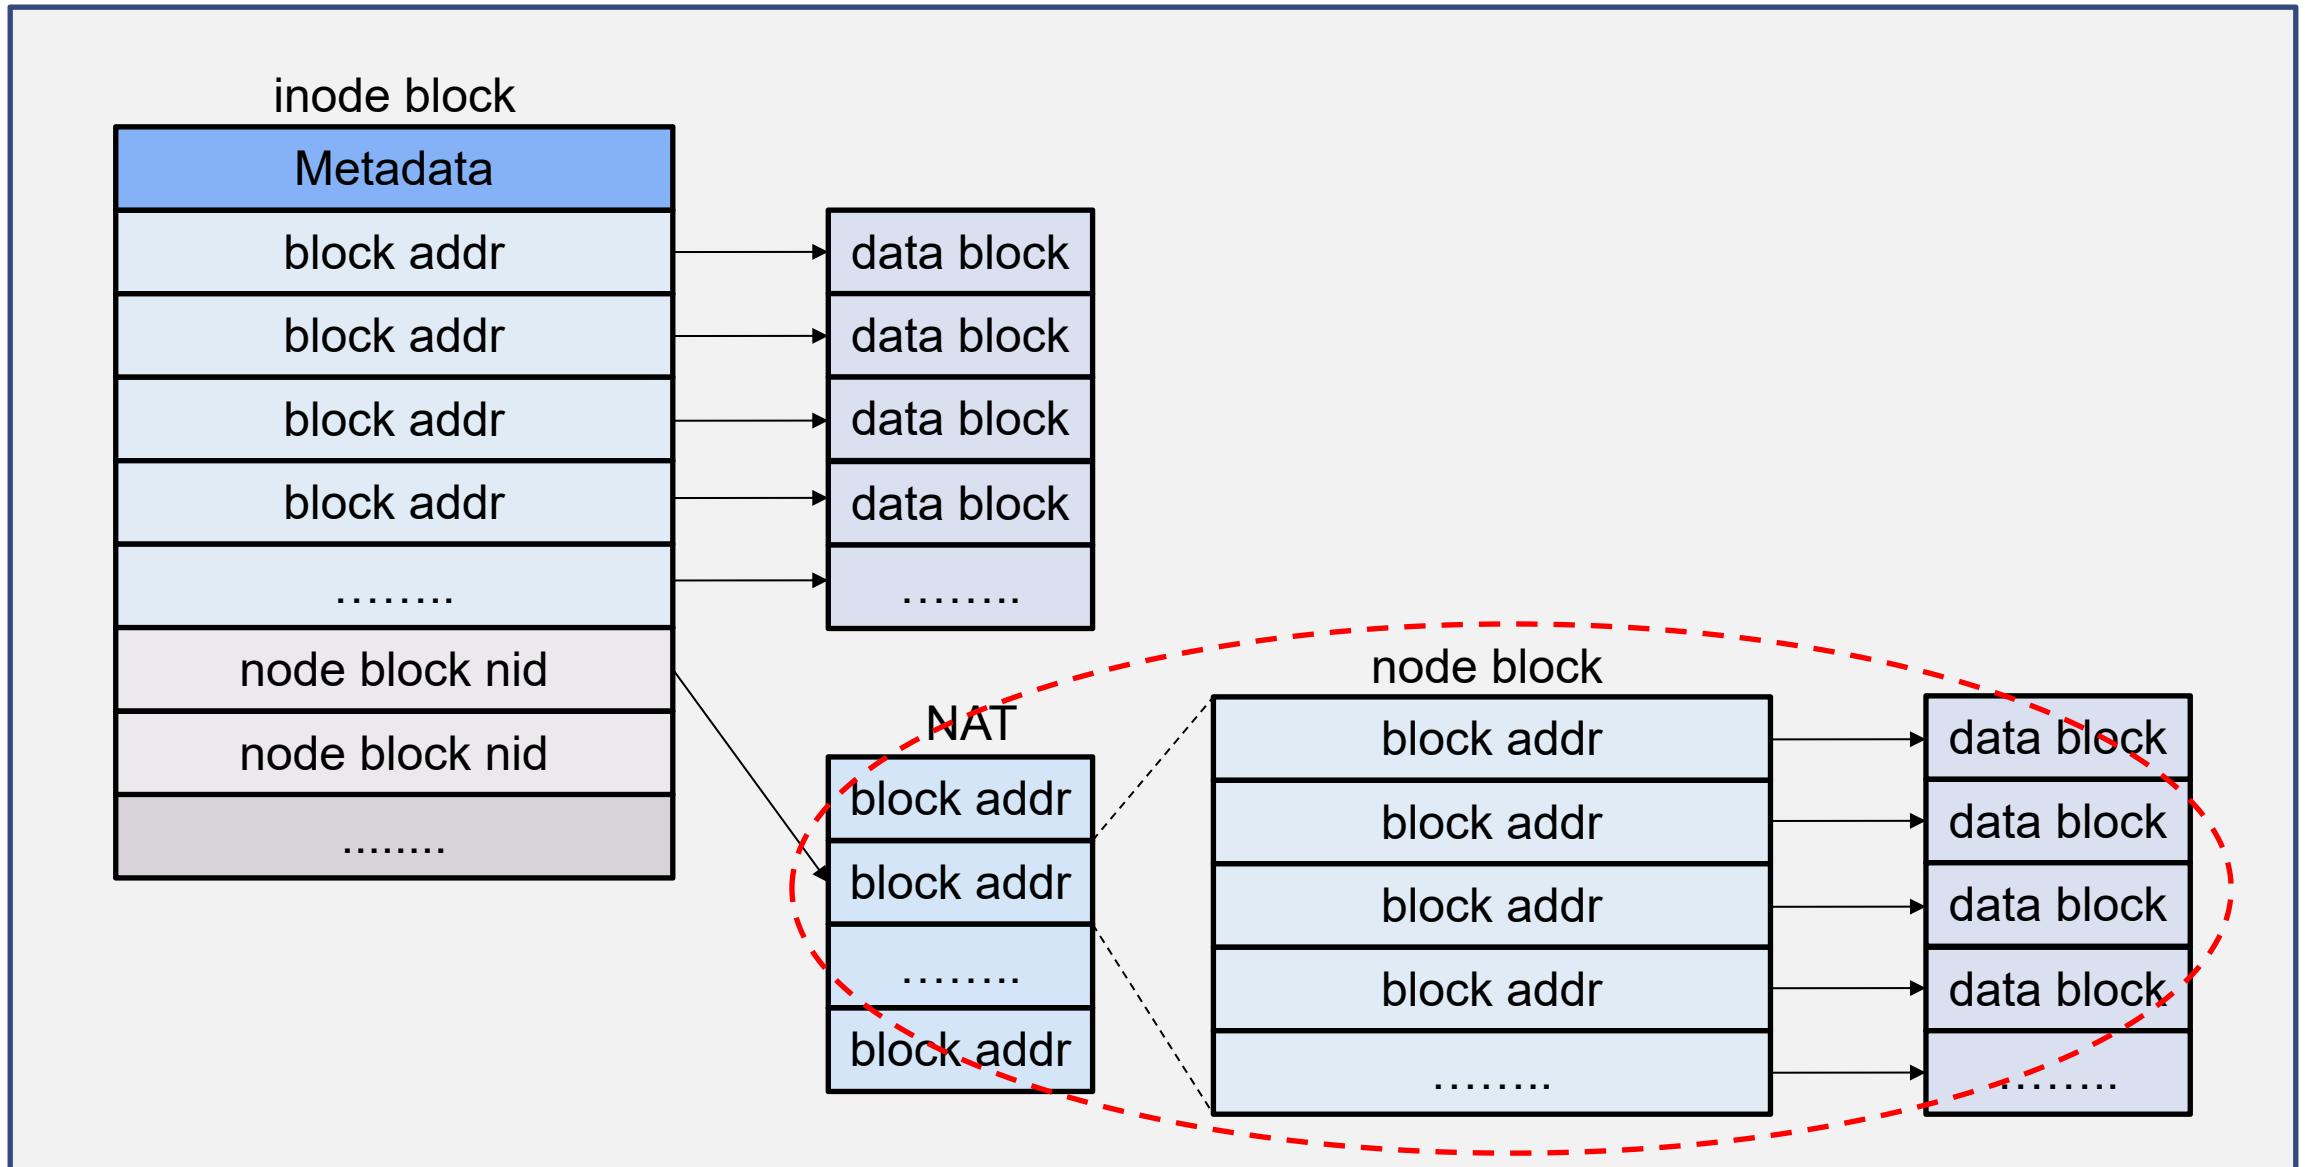 inode block
Metadata
block addr
block addr
block addr
block addr
........
node block nid
node block nid
........
data block
data block
data block
data block
........
NAT
block addr
block addr
........
block addr
node block
block addr
block addr
block addr
block addr
........
data block
data block
data block
data block
........